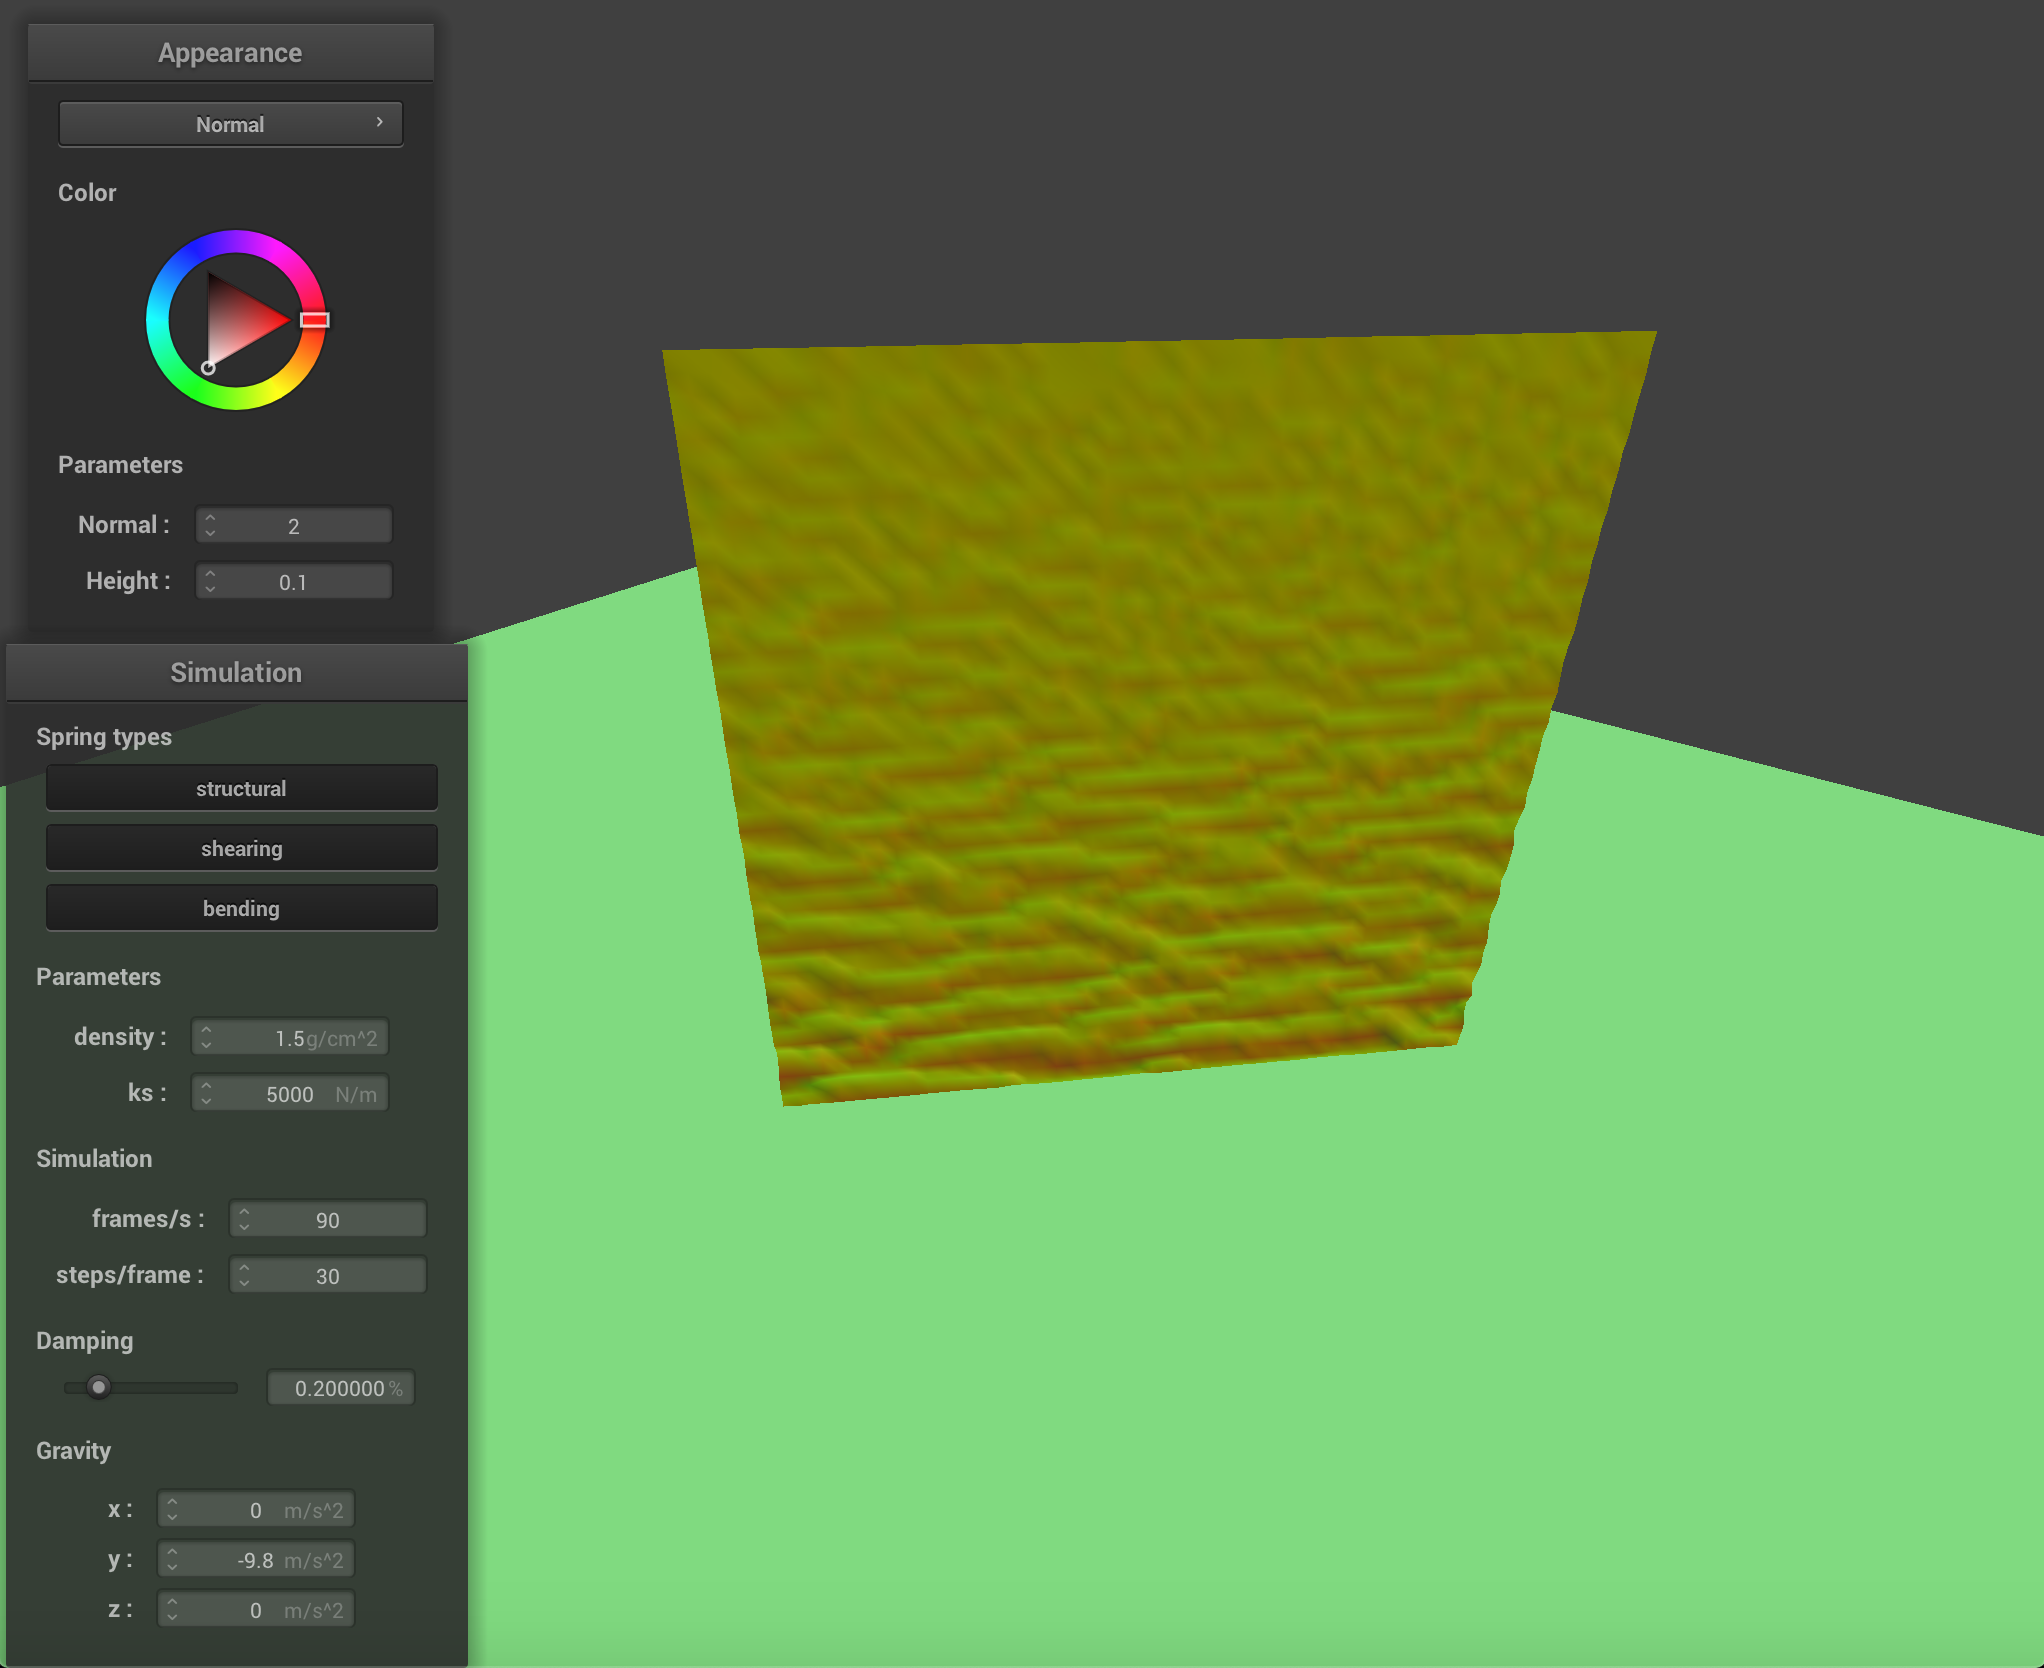 Appearance
Normal
Color
Parameters
Normal : 2
Height : 0.1
Simulation
Spring types
structural
shearing
bending
Parameters
density : 1.5 g/cm^2
ks : 5000 N/m
Simulation
frames/s : 90
steps/frame : 30
Damping
0.200000 %
Gravity
x : 0 m/s^2
y : -9.8 m/s^2
z : 0 m/s^2